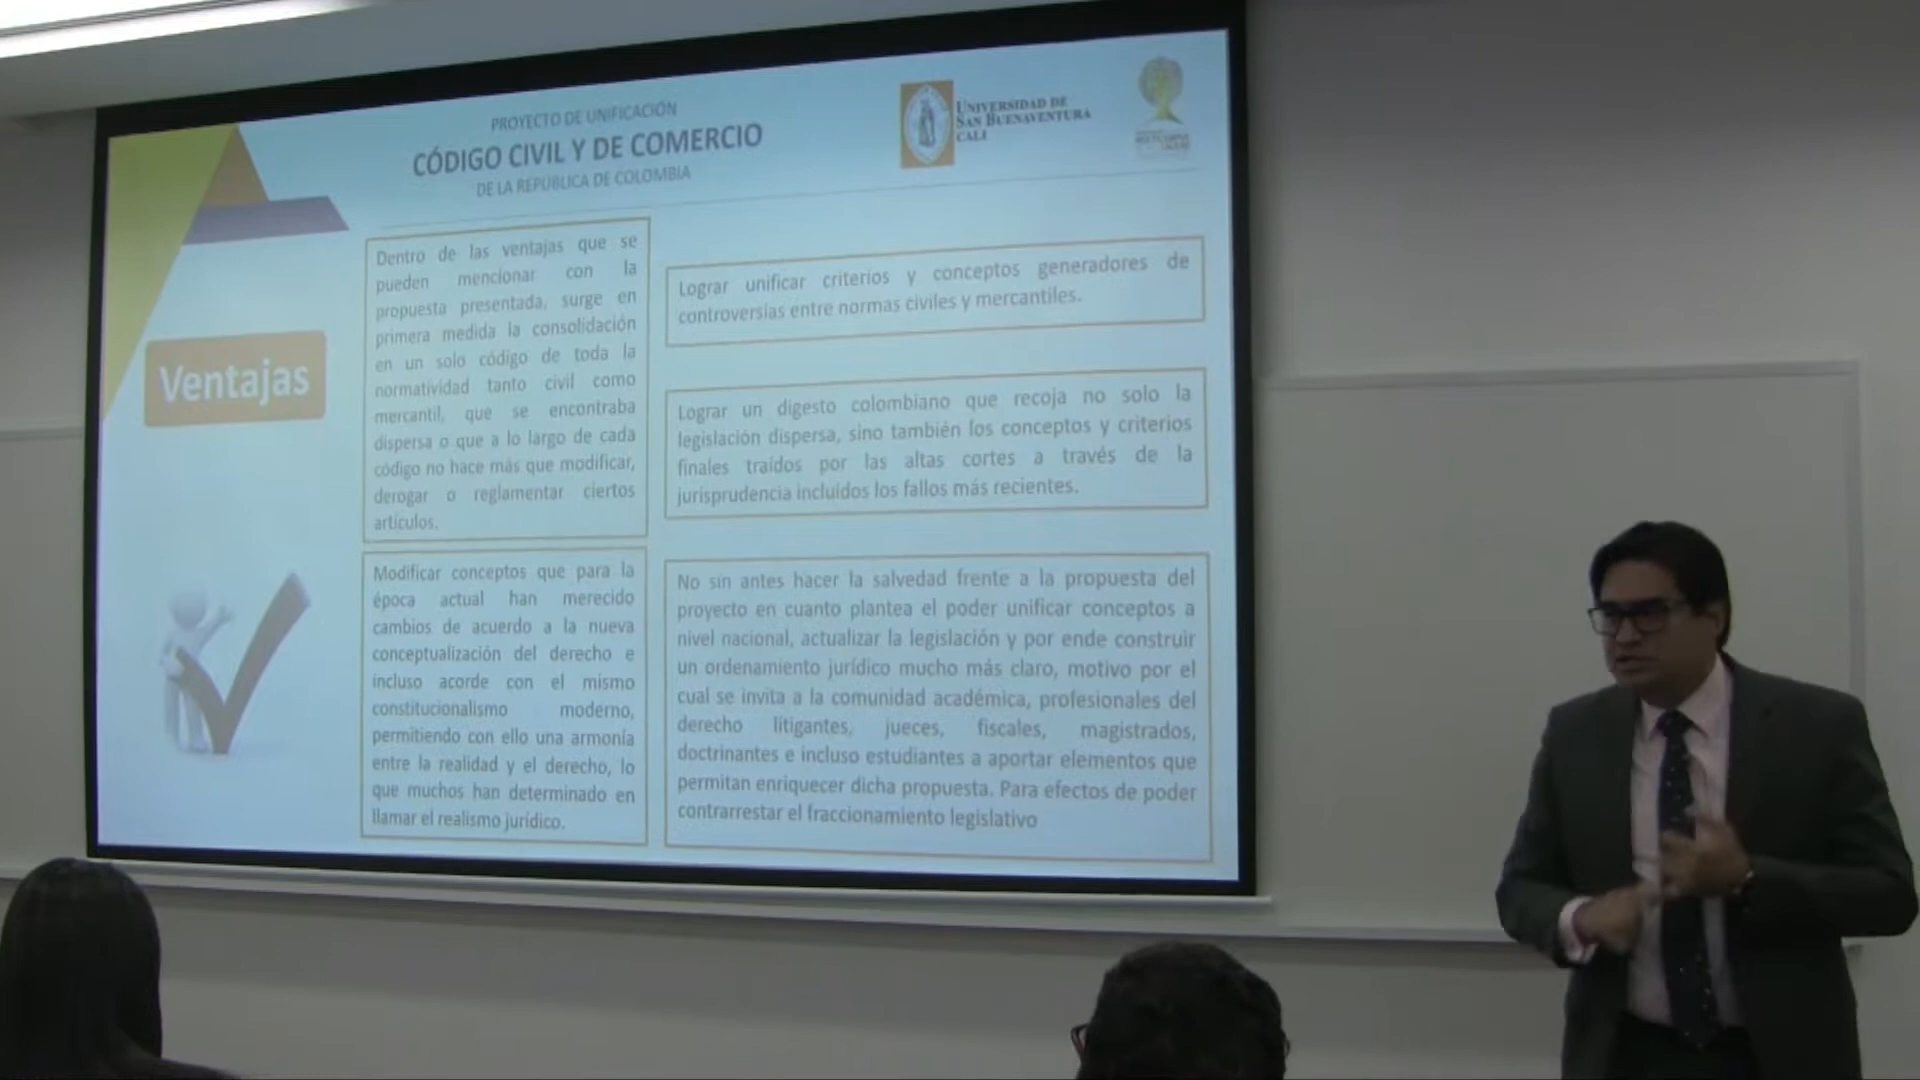 PROYECTO DE UNIFICACIÓN
CÓDIGO CIVIL Y DE COMERCIO
DE LA REPÚBLICA DE COLOMBIA
UNIVERSIDAD DE
SAN BUENAVENTURA
CALI
Ventajas
Dentro de las ventajas que se
pueden mencionar con la
propuesta presentada, surge en
primera medida la consolidación
en un solo código de toda la
normatividad tanto civil como
mercantil, que se encontraba
dispersa o que a lo largo de cada
código no hace más que modificar,
derogar o reglamentar ciertos
artículos.
Modificar conceptos que para la
época actual han merecido
cambios de acuerdo a la nueva
conceptualización del derecho e
incluso acorde con el mismo
constitucionalismo moderno,
permitiendo con ello una armonía
entre la realidad y el derecho, lo
que muchos han determinado en
llamar el realismo jurídico.
Lograr unificar criterios y conceptos generadores de
controversias entre normas civiles y mercantiles.
Lograr un digesto colombiano que recoja no solo la
legislación dispersa, sino también los conceptos y criterios
finales traídos por las altas cortes a través de la
jurisprudencia incluidos los fallos más recientes.
No sin antes hacer la salvedad frente a la propuesta del
proyecto en cuanto plantea el poder unificar conceptos a
nivel nacional, actualizar la legislación y por ende construir
un ordenamiento jurídico mucho más claro, motivo por el
cual se invita a la comunidad académica, profesionales del
derecho litigantes, jueces, fiscales, magistrados,
doctrinantes e incluso estudiantes a aportar elementos que
permitan enriquecer dicha propuesta. Para efectos de poder
contrarrestar el fraccionamiento legislativo